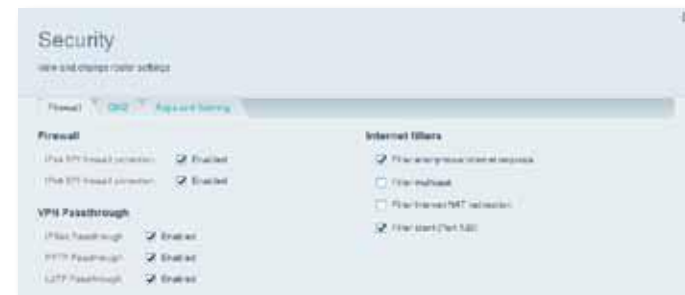 Security
view and change router settings
Firewall DMZ Apps and Gaming
Firewall
IPv4 SPI firewall protection Enabled
IPv6 SPI firewall protection Enabled
VPN Passthrough
IPSec Passthrough Enabled
PPTP Passthrough Enabled
L2TP Passthrough Enabled
Internet filters
Filter anonymous Internet requests
Filter multicast
Filter Internet NAT redirection
Filter ident (Port 113)